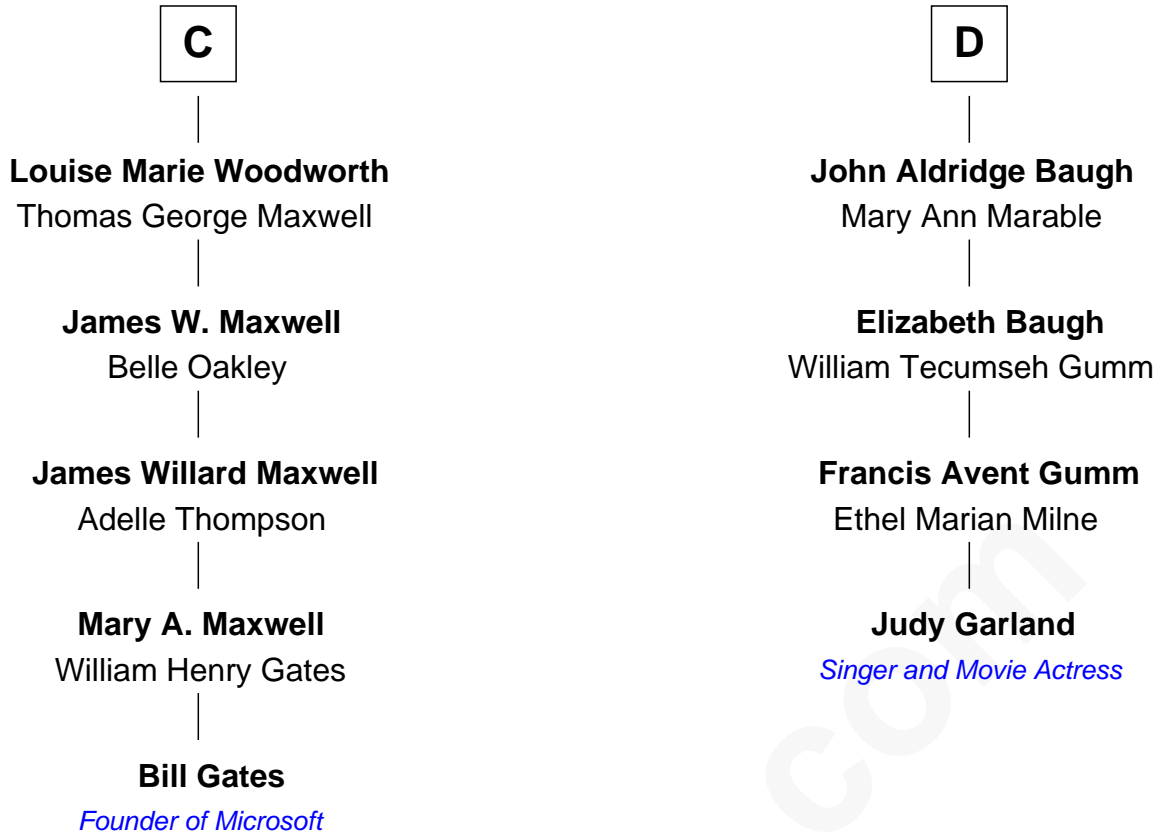 C
Louise Marie Woodworth
Thomas George Maxwell
James W. Maxwell
Belle Oakley
James Willard Maxwell
Adelle Thompson
Mary A. Maxwell
William Henry Gates
Bill Gates
Founder of Microsoft
D
John Aldridge Baugh
Mary Ann Marable
Elizabeth Baugh
William Tecumseh Gumm
Francis Avent Gumm
Ethel Marian Milne
Judy Garland
Singer and Movie Actress
com